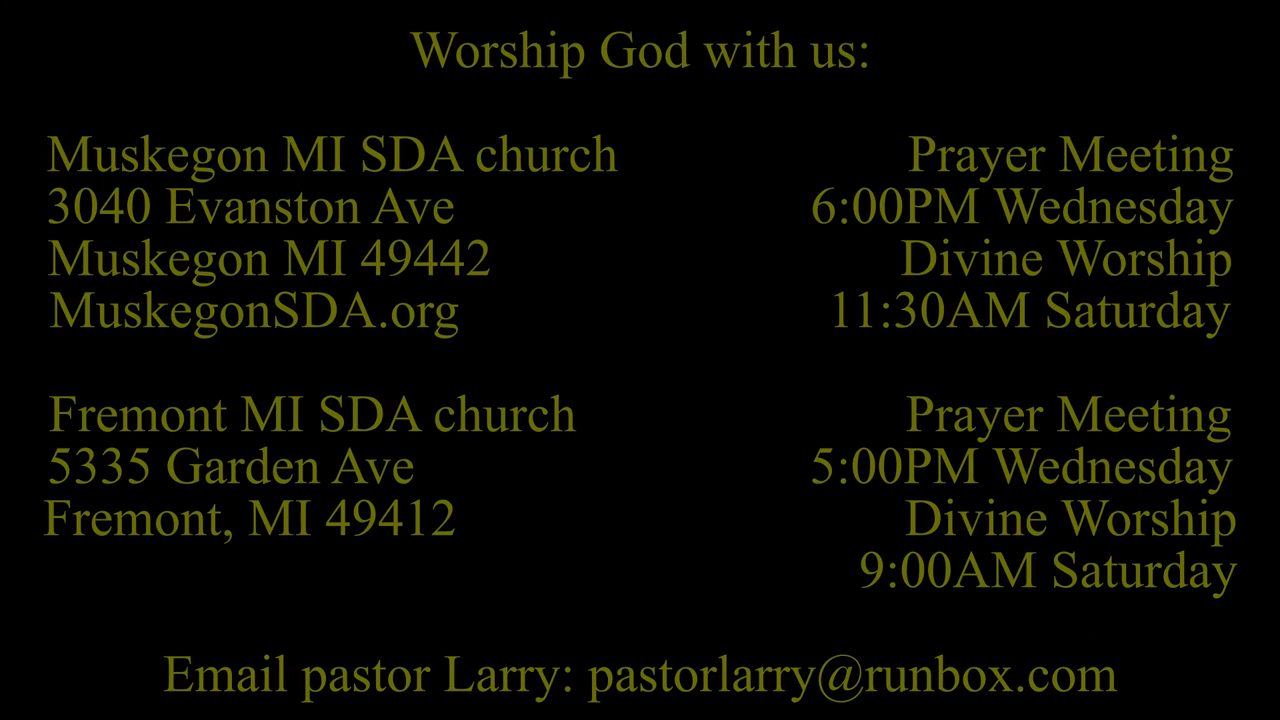 Worship God with us:
Muskegon MI SDA church
3040 Evanston Ave
Muskegon MI 49442
MuskegonSDA.org
Prayer Meeting
6:00PM Wednesday
Divine Worship
11:30AM Saturday
Fremont MI SDA church
5335 Garden Ave
Fremont, MI 49412
Prayer Meeting
5:00PM Wednesday
Divine Worship
9:00AM Saturday
Email pastor Larry: pastorlarry@runbox.com